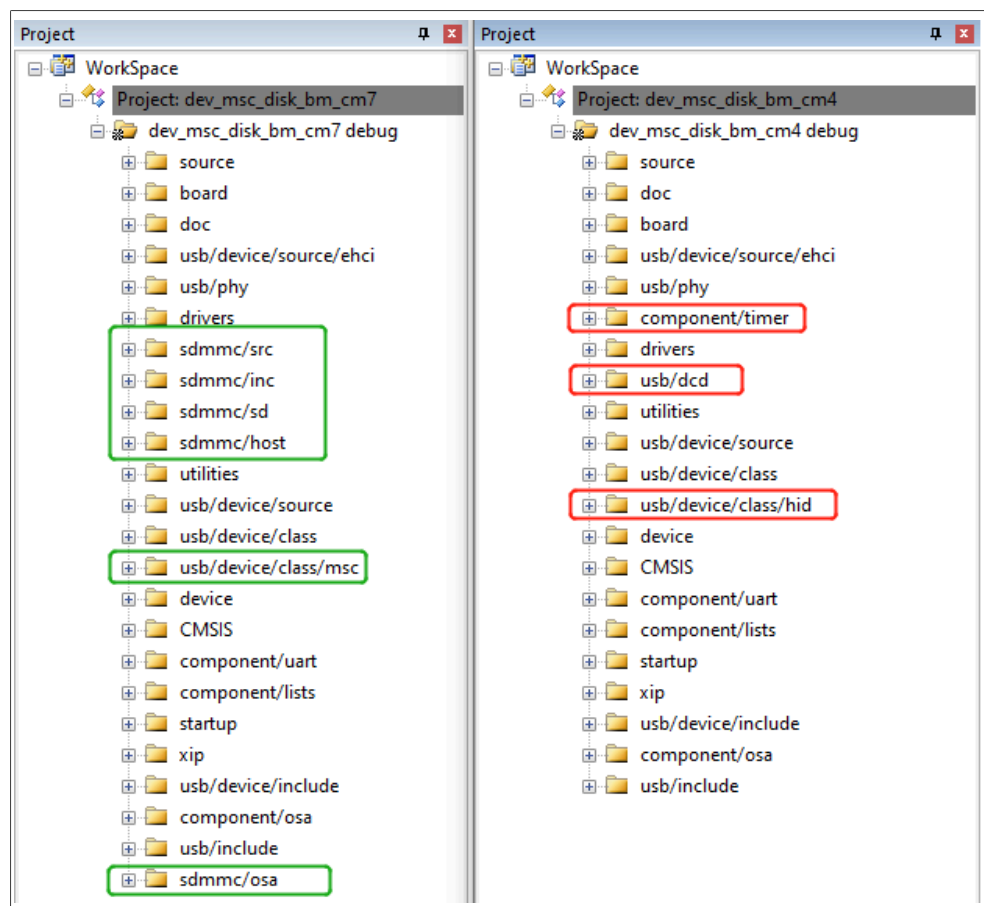 Project
WorkSpace
Project: dev_msc_disk_bm_cm7
dev_msc_disk_bm_cm7 debug
source
board
doc
usb/device/source/ehci
usb/phy
drivers
sdmmc/src
sdmmc/inc
sdmmc/sd
sdmmc/host
utilities
usb/device/source
usb/device/class
usb/device/class/msc
device
CMSIS
component/uart
component/lists
startup
xip
usb/device/include
component/osa
usb/include
sdmmc/osa
Project
WorkSpace
Project: dev_msc_disk_bm_cm4
dev_msc_disk_bm_cm4 debug
source
doc
board
usb/device/source/ehci
usb/phy
component/timer
drivers
usb/dcd
utilities
usb/device/source
usb/device/class
usb/device/class/hid
device
CMSIS
component/uart
component/lists
startup
xip
usb/device/include
component/osa
usb/include